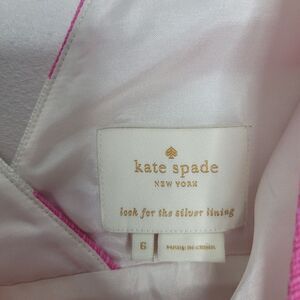 kate spade
NEW YORK
look for the silver lining
6